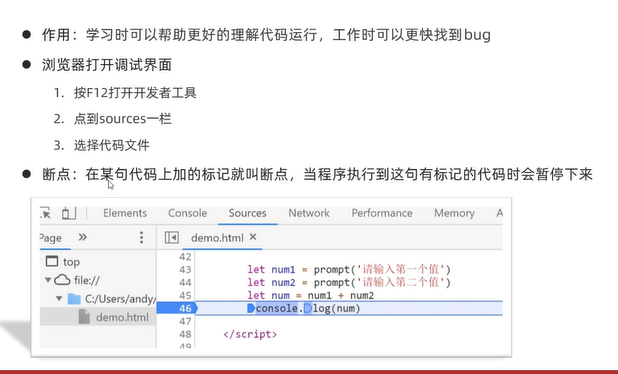 作用：学习时可以帮助更好的理解代码运行，工作时可以更快找到bug
浏览器打开调试界面
1. 按F12打开开发者工具
2. 点到sources一栏
3. 选择代码文件
断点：在某句代码上加的标记就叫断点，当程序执行到这句有标记的代码时会暂停下来
Elements Console Sources Network Performance Memory A
Page » demo.html ×
top
file://
C:/Users/andy/
demo.html
42
43 let num1 = prompt('请输入第一个值')
44 let num2 = prompt('请输入第二个值')
45 let num = num1 + num2
46 console.log(num)
47
48 </script>
49